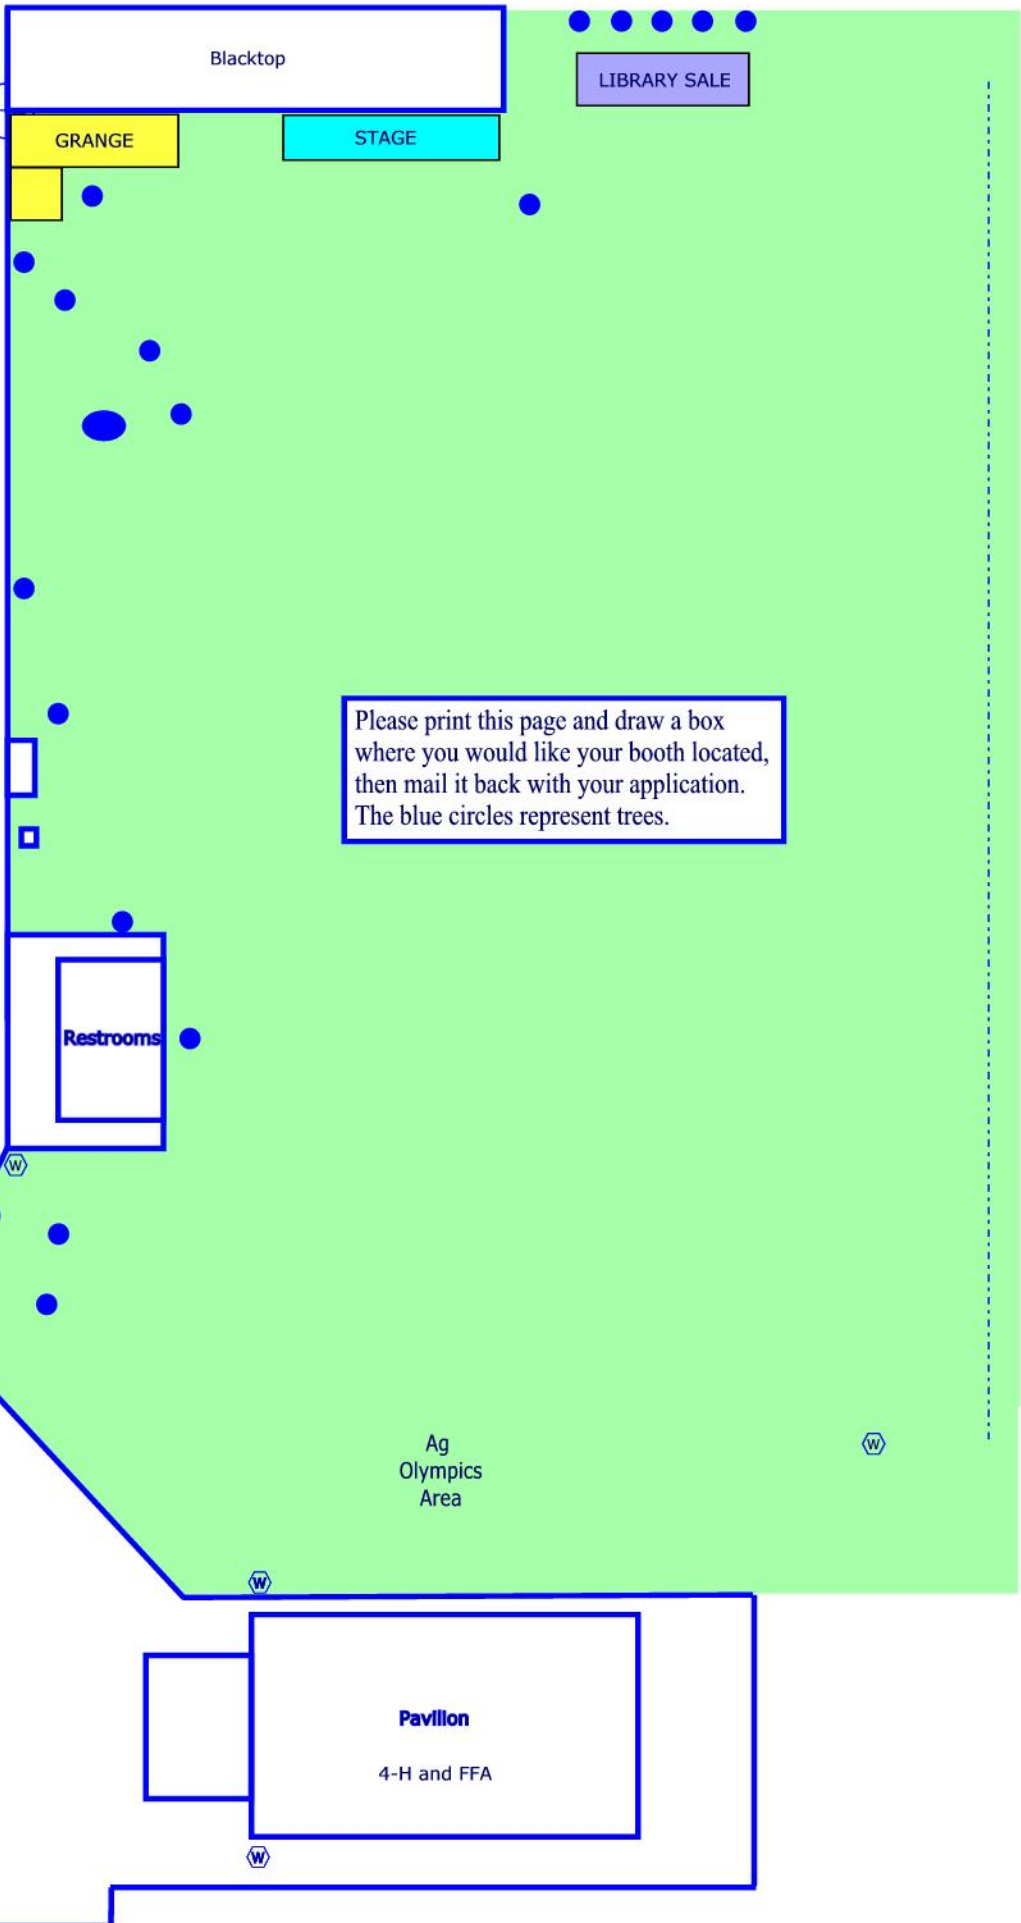 Blacktop
LIBRARY SALE
GRANGE
STAGE
Please print this page and draw a box
where you would like your booth located,
then mail it back with your application.
The blue circles represent trees.
Restrooms
W
Ag
Olympics
Area
W
W
Pavilion
4-H and FFA
W